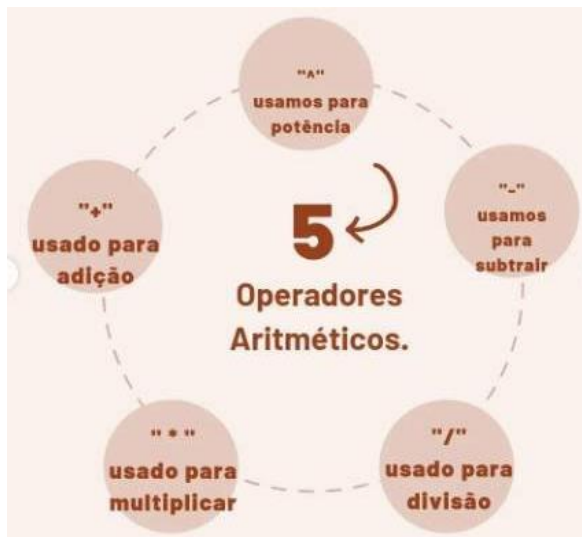 "^"
usamos para
potência
"-"
usamos
para
subtrair
"+"
usado para
adição
5
Operadores
Aritméticos.
" * "
usado para
multiplicar
"/"
usado para
divisão